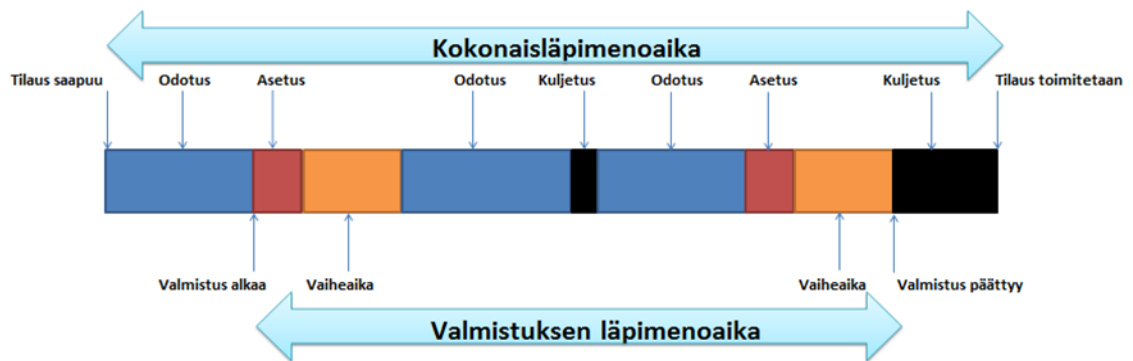 Kokonaisläpimenoaika
Tilaus saapuu Odotus Asetus Odotus Kuljetus Odotus Asetus Kuljetus Tilaus toimitetaan
Valmistus alkaa Vaiheaika Vaiheaika Valmistus päättyy
Valmistuksen läpimenoaika